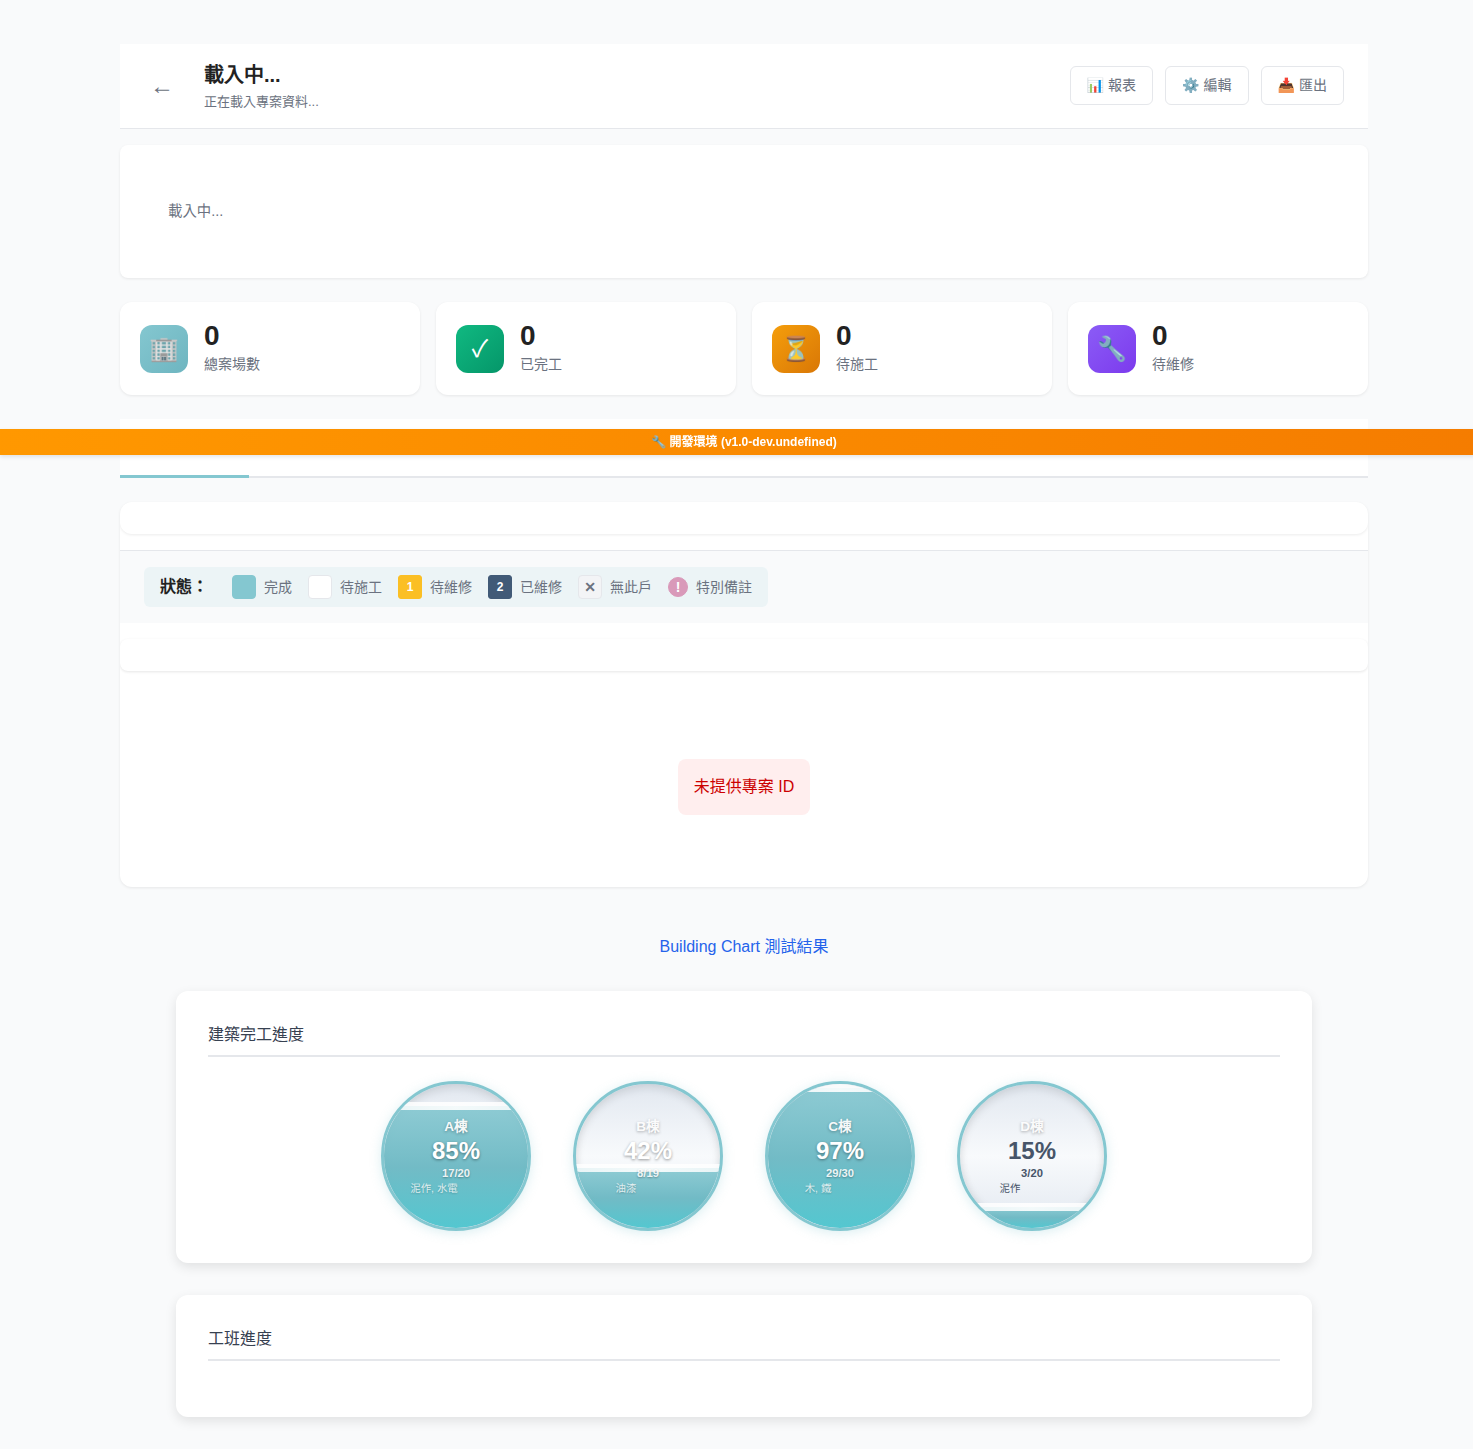 ←
載入中...
正在載入專案資料...
📊 報表
⚙️ 編輯
📥 匯出
載入中...
0
總案場數
0
已完工
0
待施工
0
待維修
🔧 開發環境 (v1.0-dev.undefined)
狀態：
完成
待施工
1 待維修
2 已維修
✕ 無此戶
! 特別備註
未提供專案 ID
Building Chart 測試結果
建築完工進度
A棟
85%
17/20
泥作, 水電
B棟
42%
8/19
油漆
C棟
97%
29/30
木, 鐵
D棟
15%
3/20
泥作
工班進度